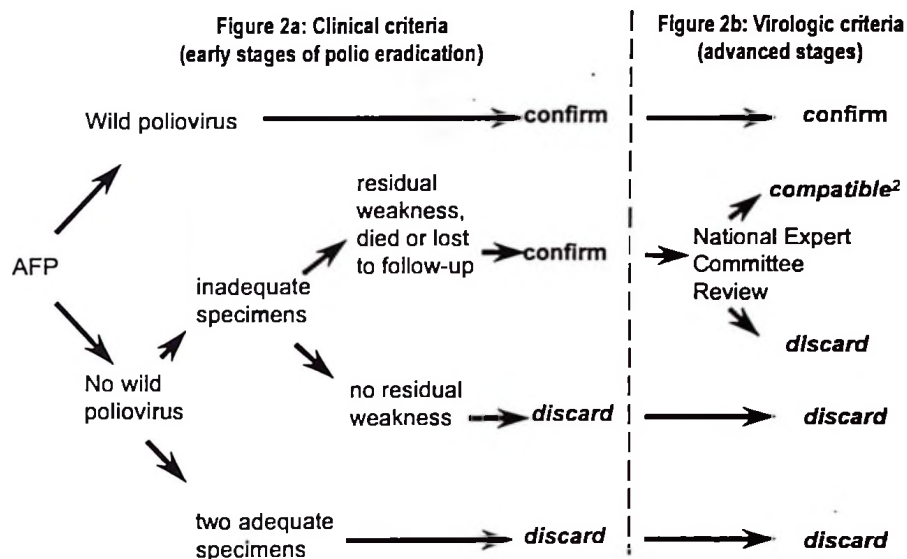 Figure 2a: Clinical criteria
(early stages of polio eradication)
Figure 2b: Virologic criteria
(advanced stages)
Wild poliovirus
confirm
confirm
residual
weakness,
died or lost
to follow-up
confirm
compatible²
National Expert
Committee
Review
discard
AFP
inadequate
specimens
No wild
poliovirus
no residual
weakness
discard
discard
two adequate
specimens
discard
discard